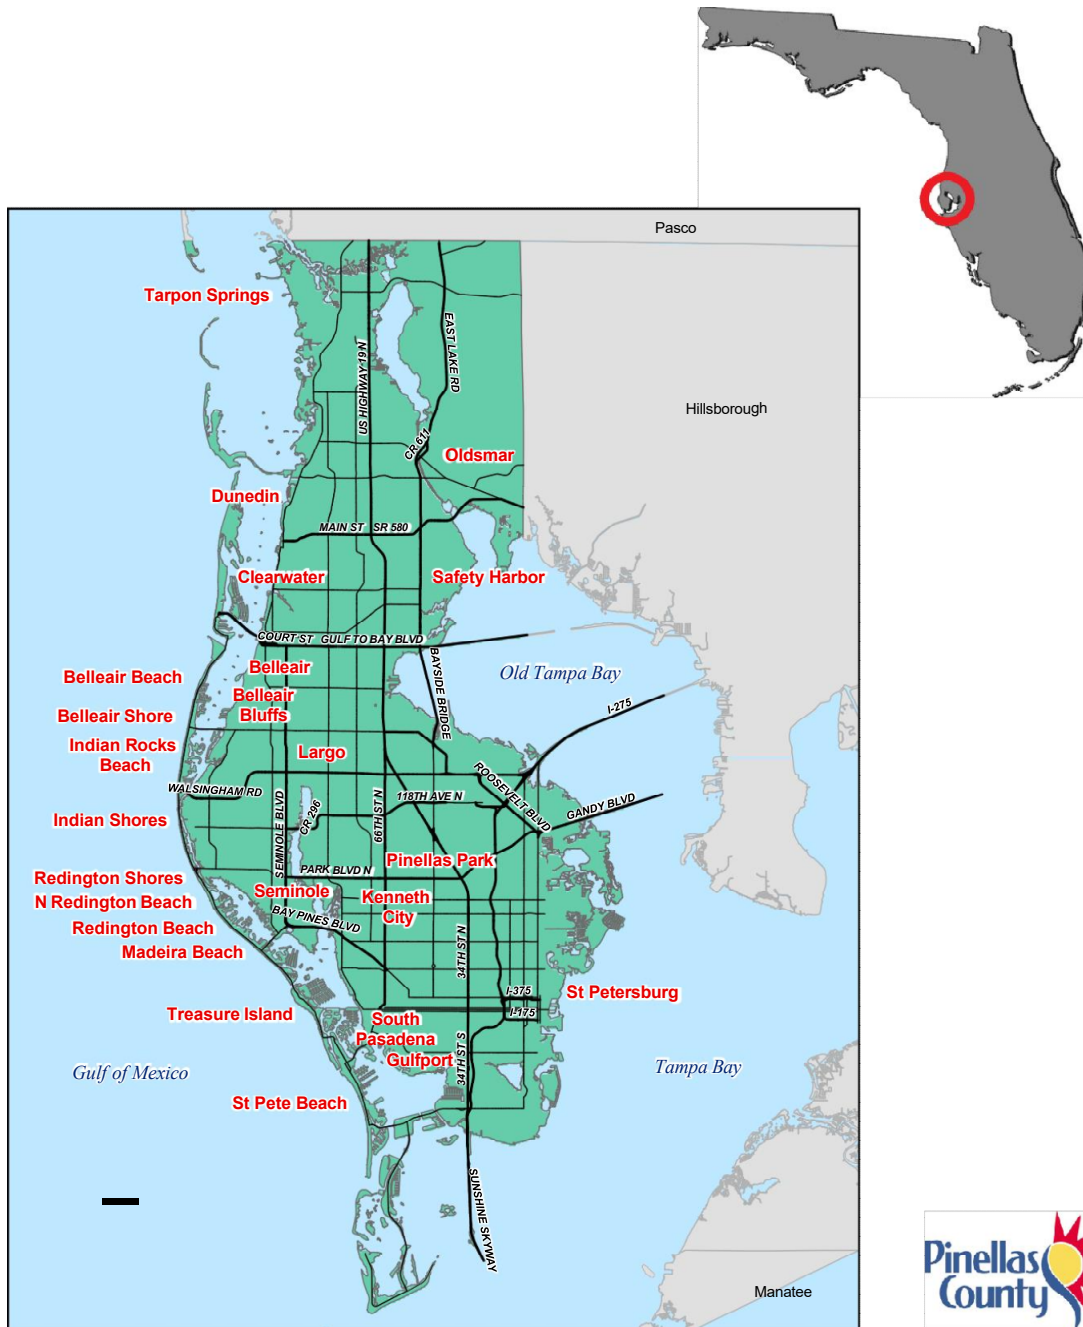 Pasco
Tarpon Springs
Hillsborough
US HIGHWAY 19 N
EAST LAKE RD
CR 611
Oldsmar
Dunedin
MAIN ST SR 580
Clearwater
Safety Harbor
COURT ST GULF TO BAY BLVD
Belleair
Belleair Beach
BAYSIDE BRIDGE
Old Tampa Bay
Belleair
Bluffs
Belleair Shore
I-275
Indian Rocks
Beach
Largo
WALSINGHAM RD
ROOSEVELT BLVD
118TH AVE N
GANDY BLVD
Indian Shores
SEMNOLE BLVD
CR 296
66TH ST N
Pinellas Park
PARK BLVD N
Redington Shores
Seminole
Kenneth
City
N Redington Beach
BAY PINES BLVD
Redington Beach
Madeira Beach
34TH ST N
I-375
St Petersburg
I-175
Treasure Island
South
Pasadena
Gulfport
34TH ST S
Gulf of Mexico
Tampa Bay
St Pete Beach
SUNSHINE SKYWAY
Manatee
Pinellas
County